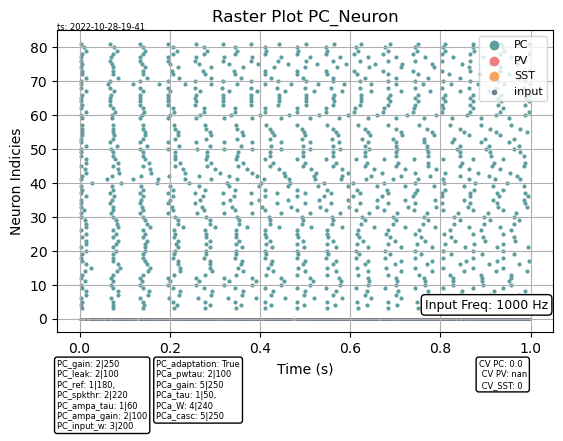 Raster Plot PC_Neuron
ts: 2022-10-28-19-41
PC
PV
SST
input
80
70
60
50
40
30
20
10
0
Neuron Indicies
Input Freq: 1000 Hz
0.0 0.2 0.4 0.6 0.8 1.0
Time (s)
PC_gain: 2|250
PC_leak: 2|100
PC_ref: 1|180,
PC_spkthr: 2|220
PC_ampa_tau: 1|60
PC_ampa_gain: 2|100
PC_input_w: 3|200
PC_adaptation: True
PCa_pwtau: 2|100
PCa_gain: 5|250
PCa_tau: 1|50,
PCa_W: 4|240
PCa_casc: 5|250
CV PC: 0.0
CV PV: nan
CV_SST: 0